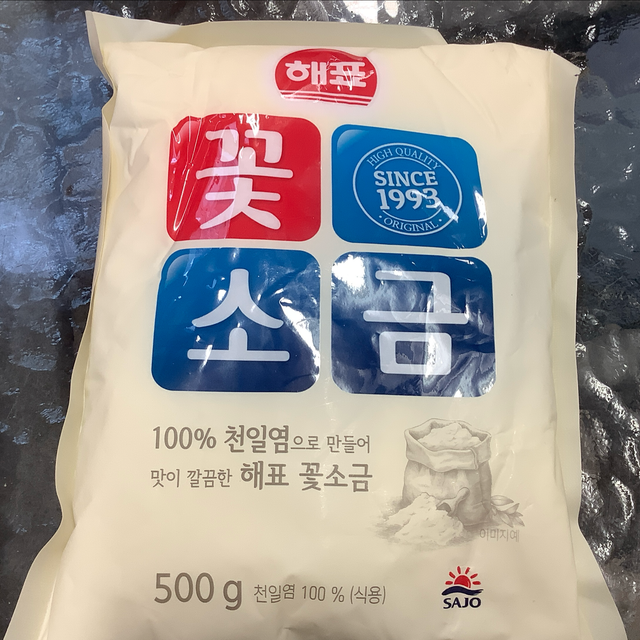 해표
꽃
HIGH QUALITY
SINCE
1993
· ORIGINAL ·
소금
100% 천일염으로 만들어
맛이 깔끔한 해표 꽃소금
이미지예
500 g 천일염 100 % (식용)
SAJO